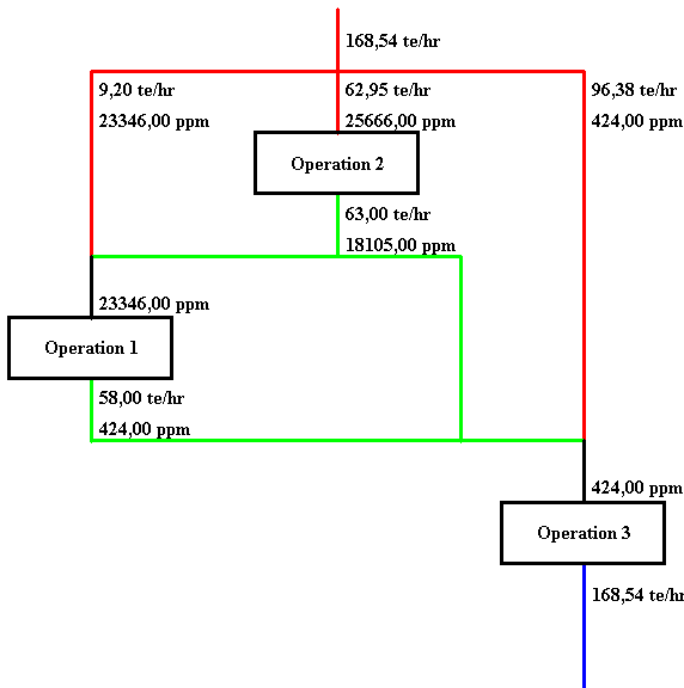 168,54 te/hr
9,20 te/hr
62,95 te/hr
96,38 te/hr
23346,00 ppm
25666,00 ppm
424,00 ppm
Operation 2
63,00 te/hr
18105,00 ppm
23346,00 ppm
Operation 1
58,00 te/hr
424,00 ppm
424,00 ppm
Operation 3
168,54 te/hr